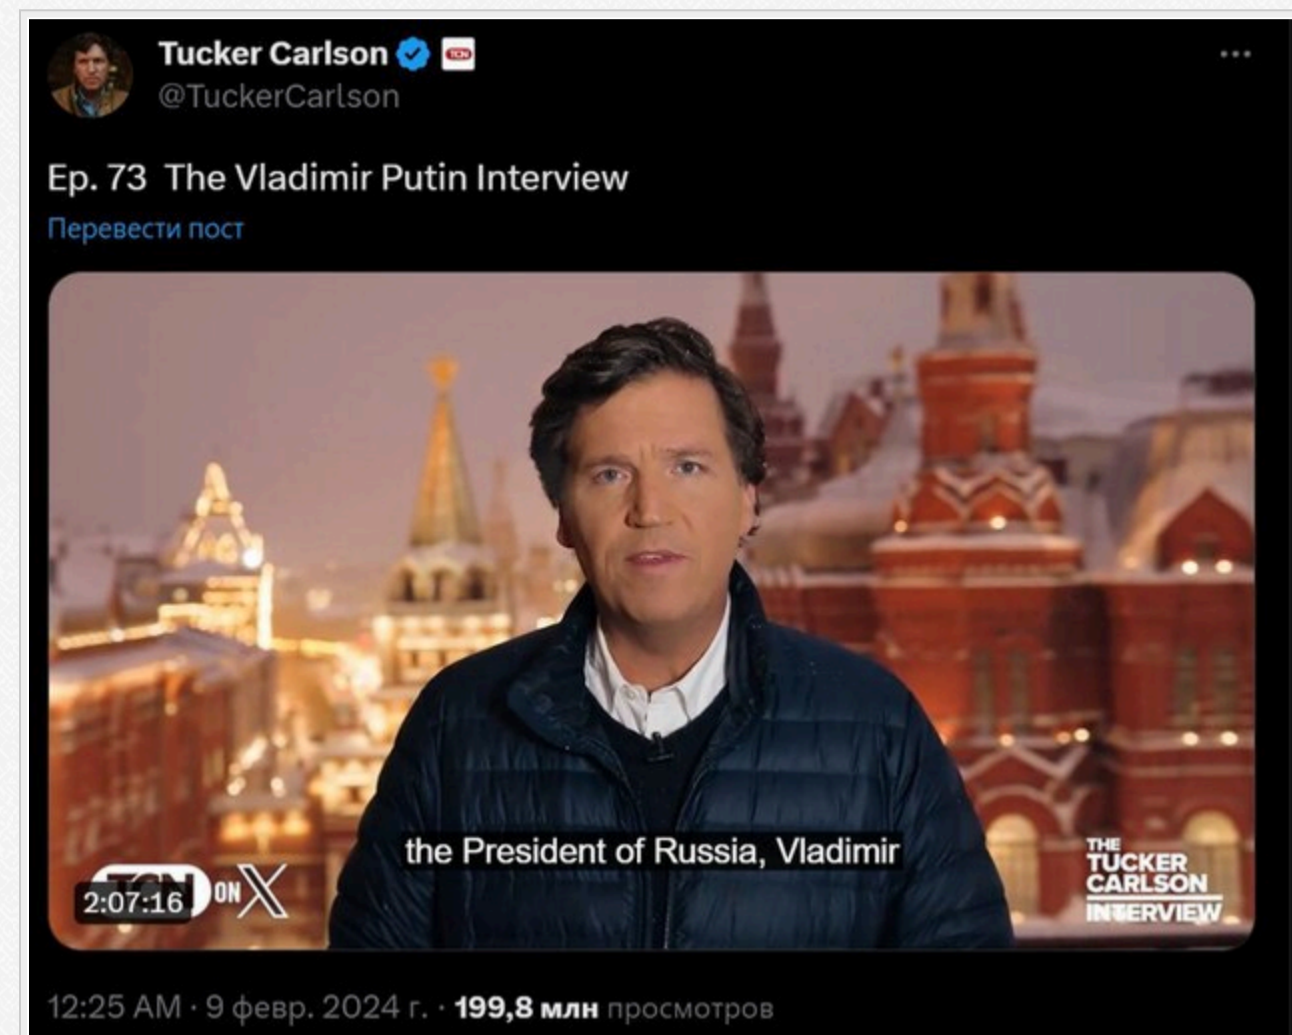 Tucker Carlson TCN
@TuckerCarlson
Ep. 73 The Vladimir Putin Interview
Перевести пост
the President of Russia, Vladimir
2:07:16 ON X
THE
TUCKER
CARLSON
INTERVIEW
12:25 AM · 9 февр. 2024 г. · 199,8 млн просмотров